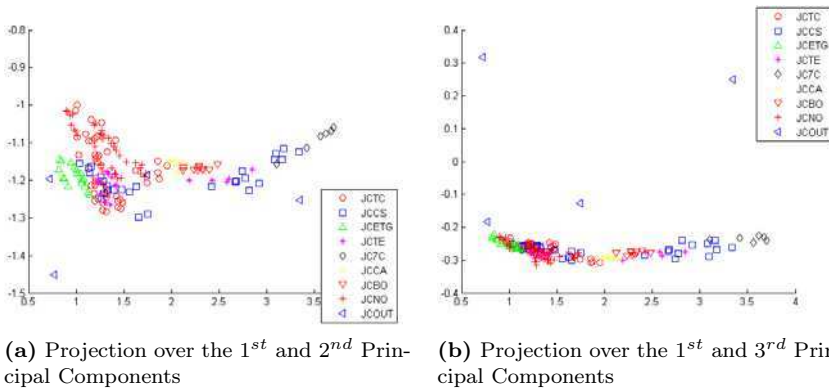 -0.8
-0.9
-1
-1.1
-1.2
-1.3
-1.4
-1.5
0.5 1 1.5 2 2.5 3 3.5
JCTC
JCCS
JCETG
JCTE
JC7C
JCCA
JCBO
JCNO
JCOUT
(a) Projection over the 1st and 2nd Prin-
cipal Components
0.4
0.3
0.2
0.1
0
-0.1
-0.2
-0.3
-0.4
0.5 1 1.5 2 2.5 3 3.5 4
JCTC
JCCS
JCETG
JCTE
JC7C
JCCA
JCBO
JCNO
JCOUT
(b) Projection over the 1st and 3rd Prin
cipal Components